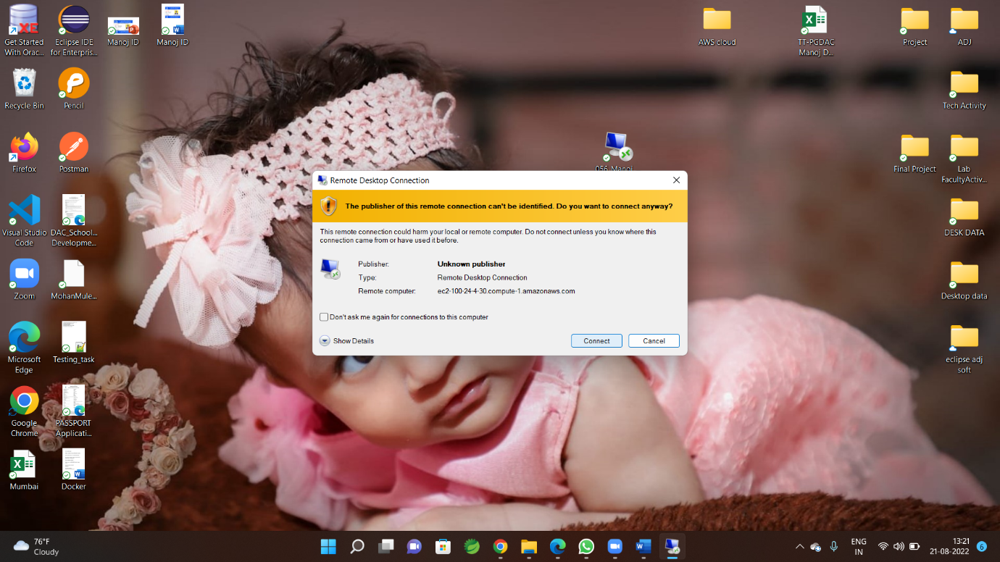 Get Started
With Orac...
Eclipse IDE
for Enterpris...
Manoj ID
Manoj ID
AWS cloud
TT-PGDAC
Manoj D...
Project
ADJ
Recycle Bin
Pencil
Tech Activity
Firefox
Postman
056_Manoj
Final Project
Lab
FacultyActiv...
Visual Studio
Code
DAC_School...
Developme...
DESK DATA
Zoom
MohanMule...
Desktop data
Microsoft
Edge
Testing_task
eclipse adj
soft
Google
Chrome
PASSPORT
Applicati...
Mumbai
Docker
Remote Desktop Connection
The publisher of this remote connection can't be identified. Do you want to connect anyway?
This remote connection could harm your local or remote computer. Do not connect unless you know where this
connection came from or have used it before.
Publisher: Unknown publisher
Type: Remote Desktop Connection
Remote computer: ec2-100-24-4-30.compute-1.amazonaws.com
Don't ask me again for connections to this computer
Show Details
Connect
Cancel
76°F
Cloudy
ENG
IN
13:21
21-08-2022
6